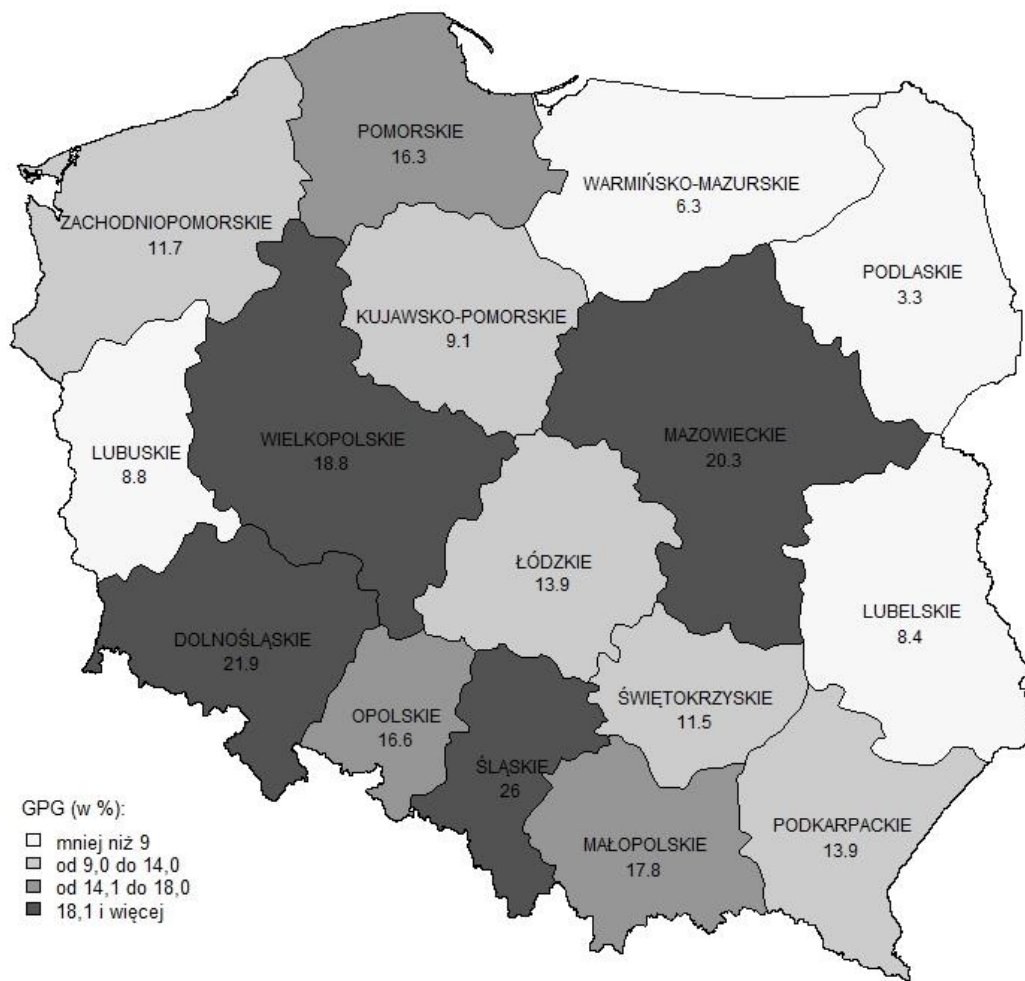 POMORSKIE
16.3
WARMIŃSKO-MAZURSKIE
6.3
ZACHODNIOPOMORSKIE
11.7
PODLASKIE
3.3
KUJAWSKO-POMORSKIE
9.1
LUBUSKIE
8.8
WIELKOPOLSKIE
18.8
MAZOWIECKIE
20.3
ŁÓDZKIE
13.9
LUBELSKIE
8.4
DOLNOŚLĄSKIE
21.9
OPOLSKIE
16.6
ŚWIĘTOKRZYSKIE
11.5
ŚLĄSKIE
26
MAŁOPOLSKIE
17.8
PODKARPACKIE
13.9
GPG (w %):
mniej niż 9
od 9,0 do 14,0
od 14,1 do 18,0
18,1 i więcej